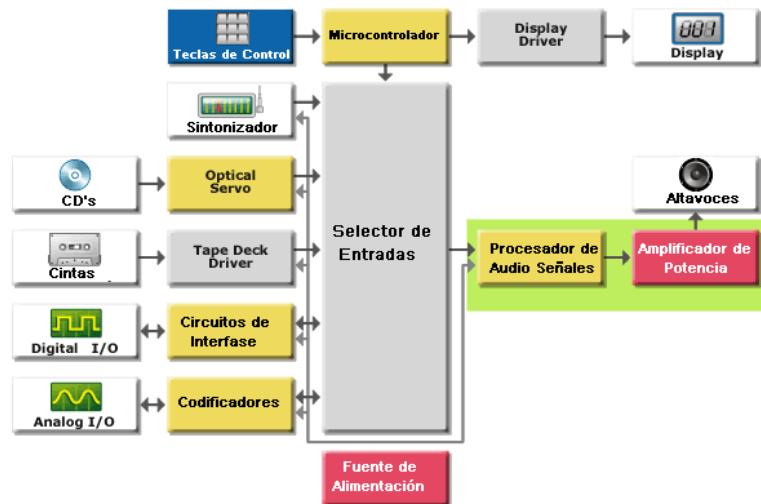 Teclas de Control
Microcontrolador
Display
Driver
001
Display
Sintonizador
CD's
Optical
Servo
Cintas
Tape Deck
Driver
Digital I/O
Circuitos de
Interfase
Analog I/O
Codificadores
Selector de
Entradas
Procesador de
Audio Señales
Amplificador de
Potencia
Altavoces
Fuente de
Alimentación